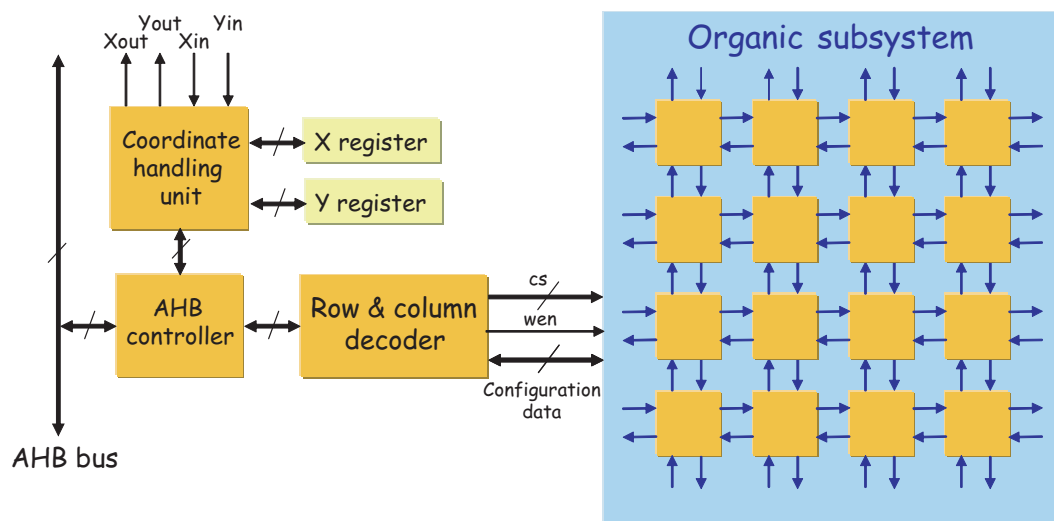 Yout Yin
Xout Xin
Organic subsystem
Coordinate
handling
unit
X register
Y register
AHB
controller
Row & column
decoder
cs
wen
Configuration
data
AHB bus